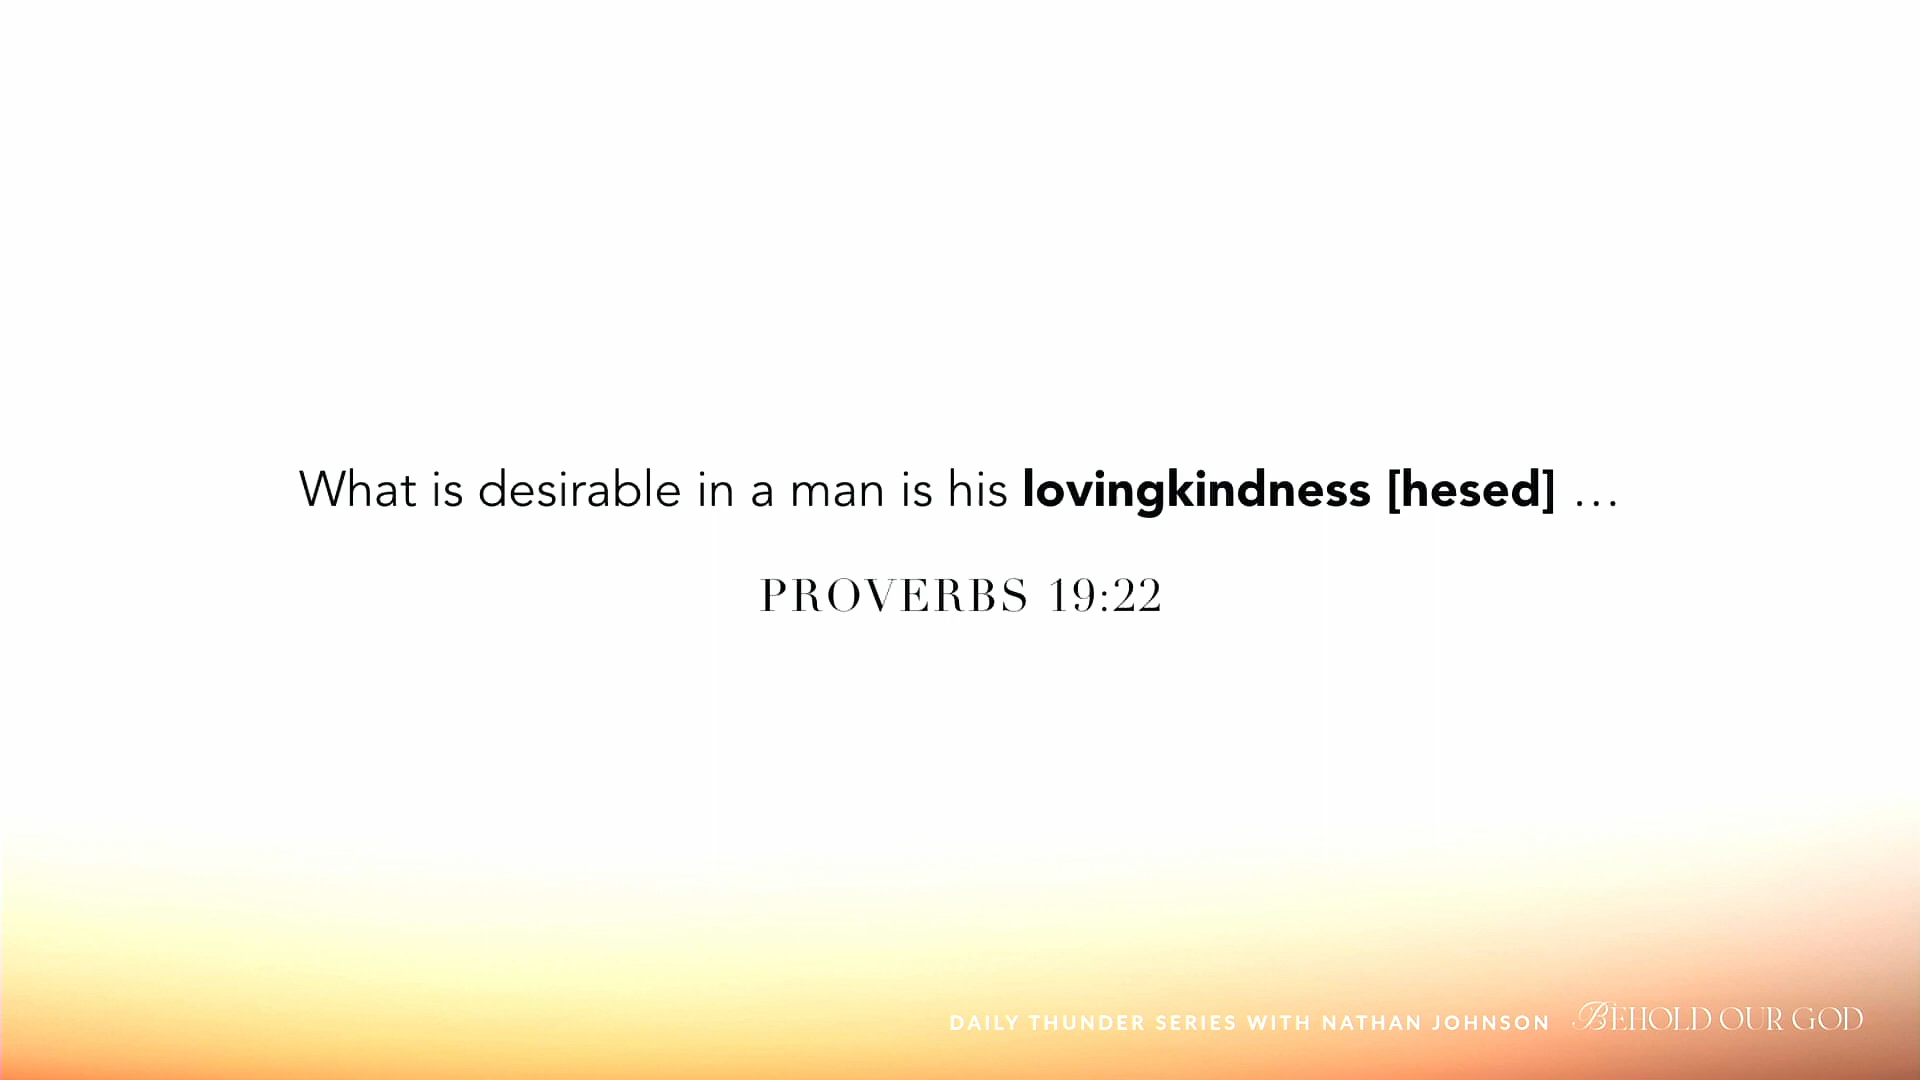 What is desirable in a man is his lovingkindness [hesed] …
PROVERBS 19:22
DAILY THUNDER SERIES WITH NATHAN JOHNSON BEHOLD OUR GOD